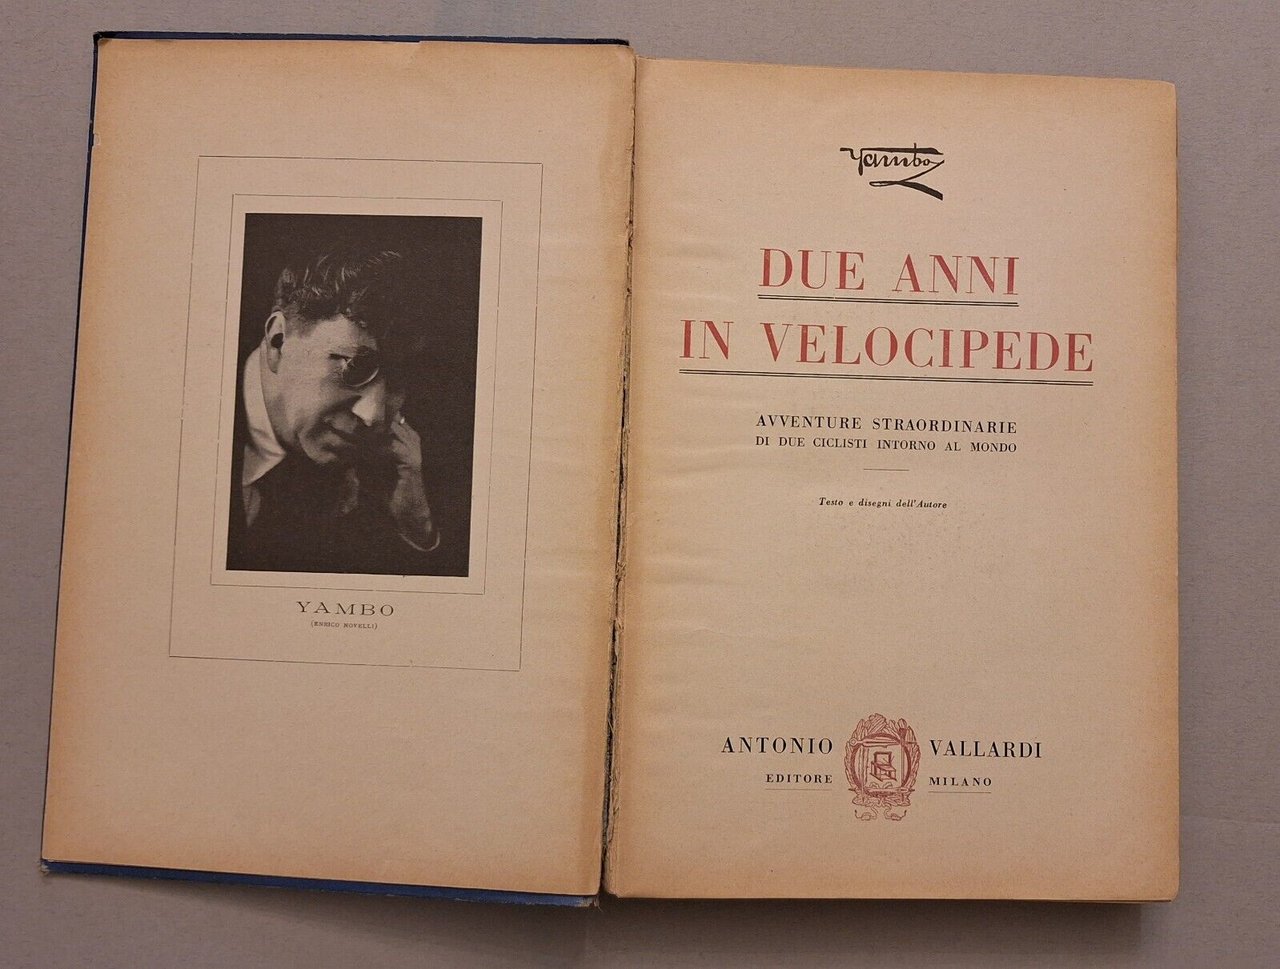 YAMBO
(ENRICO NOVELLI)
Yambo
DUE ANNI
IN VELOCIPEDE
AVVENTURE STRAORDINARIE
DI DUE CICLISTI INTORNO AL MONDO
Testo e disegni dell'Autore
ANTONIO VALLARDI
EDITORE MILANO